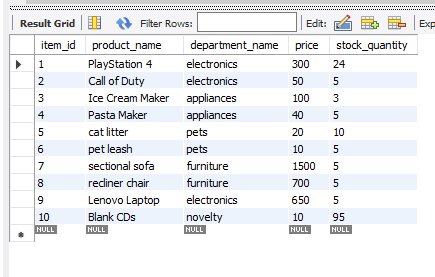 Result Grid Filter Rows: Edit: Exp
item_id product_name department_name price stock_quantity
1 PlayStation 4 electronics 300 24
2 Call of Duty electronics 50 5
3 Ice Cream Maker appliances 100 3
4 Pasta Maker appliances 40 5
5 cat litter pets 20 10
6 pet leash pets 10 5
7 sectional sofa furniture 1500 5
8 recliner chair furniture 700 5
9 Lenovo Laptop electronics 650 5
10 Blank CDs novelty 10 95
NULL NULL NULL NULL NULL